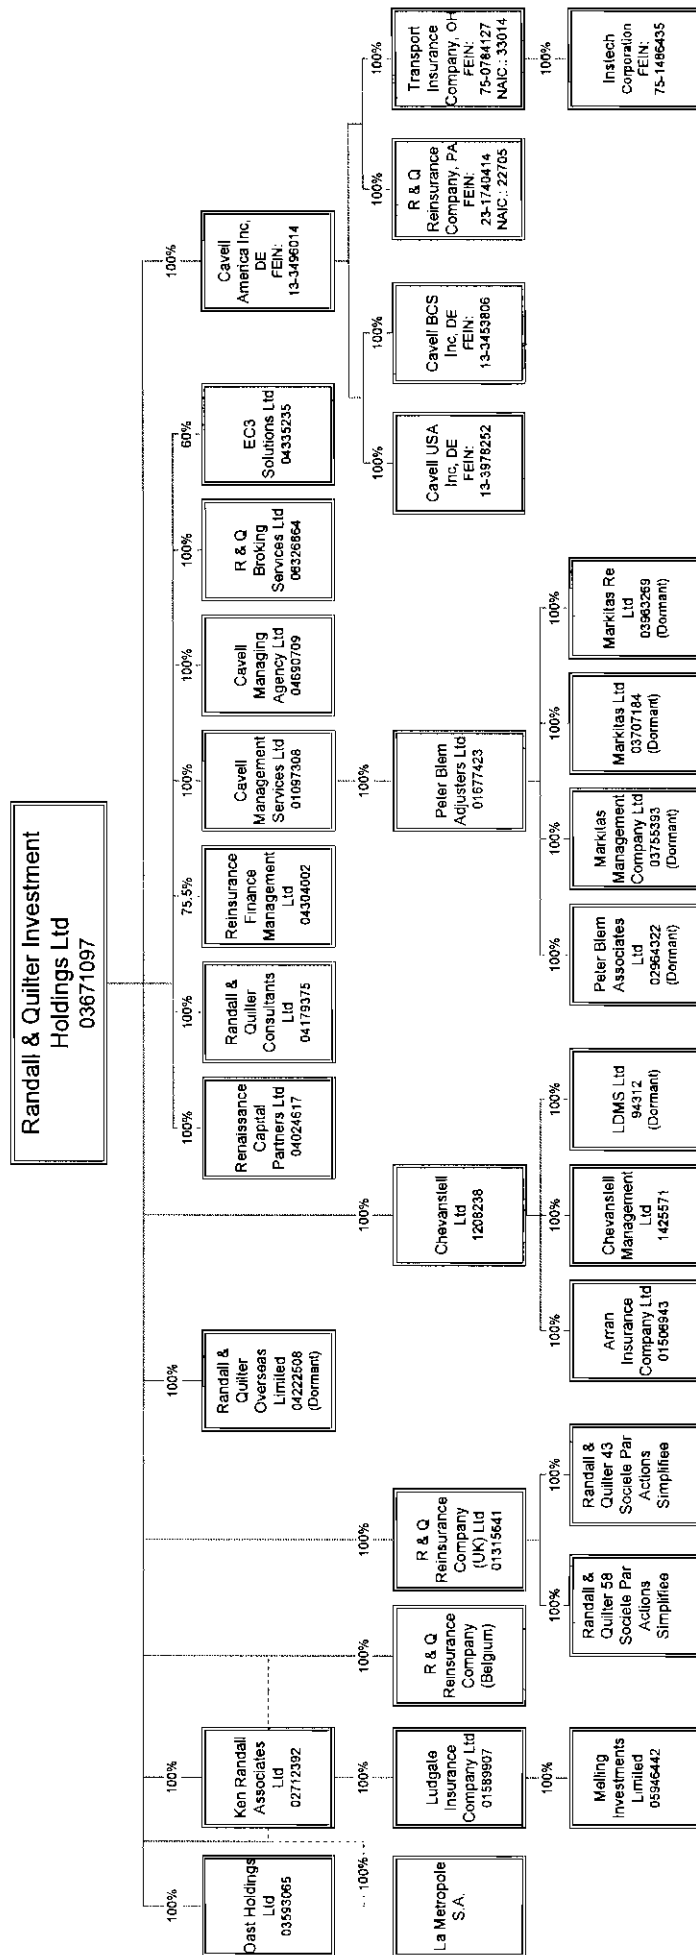 Randall & Quilter Investment
Holdings Ltd
03671097
100%
Oast Holdings
Ltd
03593065
100%
Ken Randall
Associates
Ltd
02712392
100%
Randall &
Quilter
Overseas
Limited
04222508
(Dormant)
100%
Renaissance
Capital
Partners Ltd
04024617
100%
Randall &
Quilter
Consultants
Ltd
04179375
75.5%
Reinsurance
Finance
Management
Ltd
04304002
100%
Cavell
Management
Services Ltd
01097308
100%
Cavell
Managing
Agency Ltd
04690709
100%
R & Q
Broking
Services Ltd
06326864
60%
EC3
Solutions Ltd
04335235
100%
Cavell
America Inc,
DE
FEIN:
13-3496014
100%
La Metropole
S.A.
100%
Ludgate
Insurance
Company Ltd
01589907
100%
R & Q
Reinsurance
Company
(Belgium)
100%
R & Q
Reinsurance
Company
(UK) Ltd
01315641
100%
Chevanstell
Ltd
1208238
100%
Peter Blem
Adjusters Ltd
01677423
100%
Cavell USA
Inc, DE
FEIN:
13-3978252
100%
Cavell BCS
Inc, DE
FEIN:
13-3453806
100%
R & Q
Reinsurance
Company, PA
FEIN:
23-1740414
NAIC.: 22705
100%
Transport
Insurance
Company, OH
FEIN:
75-0784127
NAIC.: 33014
100%
Melling
Investments
Limited
05946442
100%
Randall &
Quilter 58
Societe Par
Actions
Simplifiee
100%
Randall &
Quilter 43
Societe Par
Actions
Simplifiee
100%
Arran
Insurance
Company Ltd
01506943
100%
Chevanstell
Management
Ltd
1425571
100%
LDMS Ltd
94312
(Dormant)
100%
Peter Blem
Associates
Ltd
02964322
(Dormant)
100%
Markitas
Management
Company Ltd
03755393
(Dormant)
100%
Markitas Ltd
03707184
(Dormant)
100%
Markitas Re
Ltd
03963269
(Dormant)
100%
Instech
Corporation
FEIN:
75-1486435